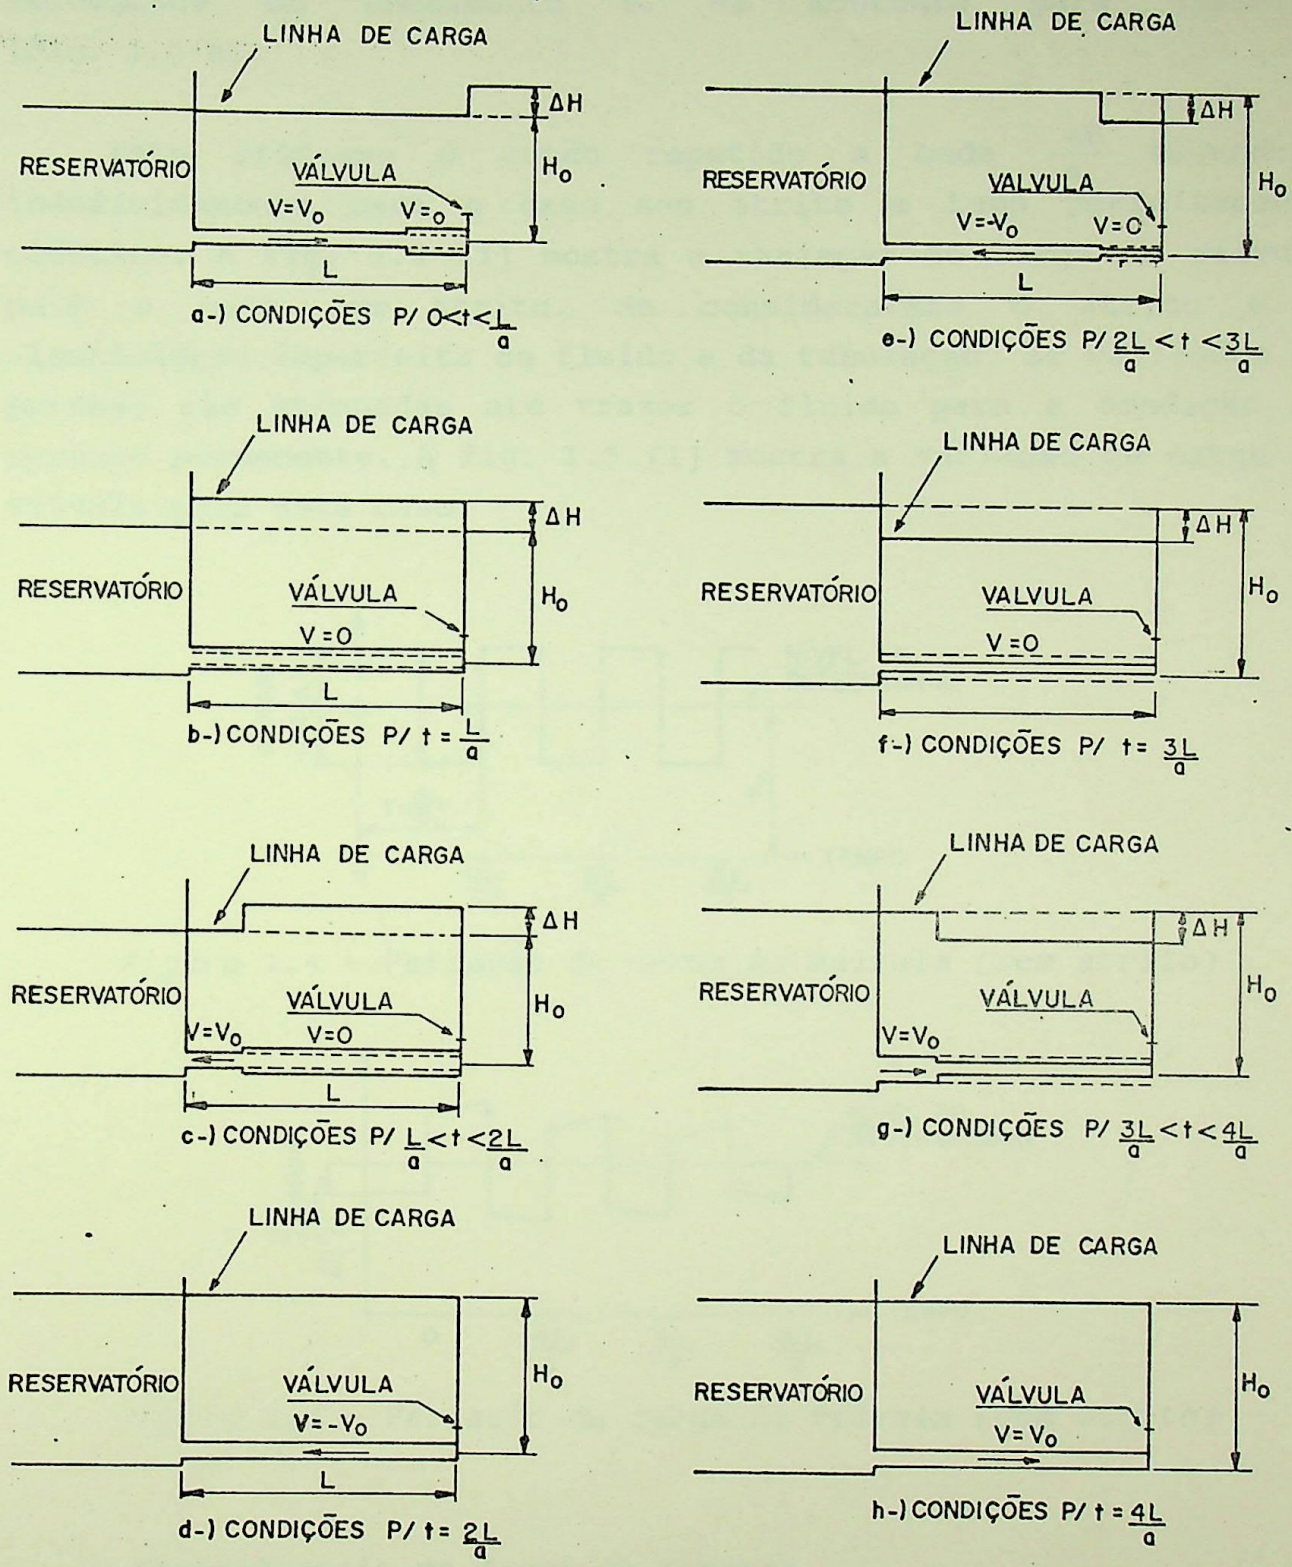 LINHA DE CARGA
ΔH
H₀
RESERVATÓRIO
VÁLVULA
V=V₀
V=0
L
a-) CONDIÇÕES P/ 0<t<L/a
LINHA DE CARGA
ΔH
H₀
RESERVATÓRIO
VÁLVULA
V=0
L
b-) CONDIÇÕES P/ t = L/a
LINHA DE CARGA
ΔH
H₀
RESERVATÓRIO
VÁLVULA
V=V₀
V=0
L
c-) CONDIÇÕES P/ L/a<t<2L/a
LINHA DE CARGA
H₀
RESERVATÓRIO
VÁLVULA
V=-V₀
L
d-) CONDIÇÕES P/ t = 2L/a
LINHA DE CARGA
ΔH
H₀
RESERVATÓRIO
VALVULA
V=-V₀
V=0
L
e-) CONDIÇÕES P/ 2L/a<t<3L/a
LINHA DE CARGA
ΔH
H₀
RESERVATÓRIO
VALVULA
V=0
f-) CONDIÇÕES P/ t = 3L/a
LINHA DE CARGA
ΔH
H₀
RESERVATÓRIO
VÁLVULA
V=V₀
g-) CONDIÇÕES P/ 3L/a<t<4L/a
LINHA DE CARGA
H₀
RESERVATÓRIO
VÁLVULA
V=V₀
h-) CONDIÇÕES P/ t = 4L/a